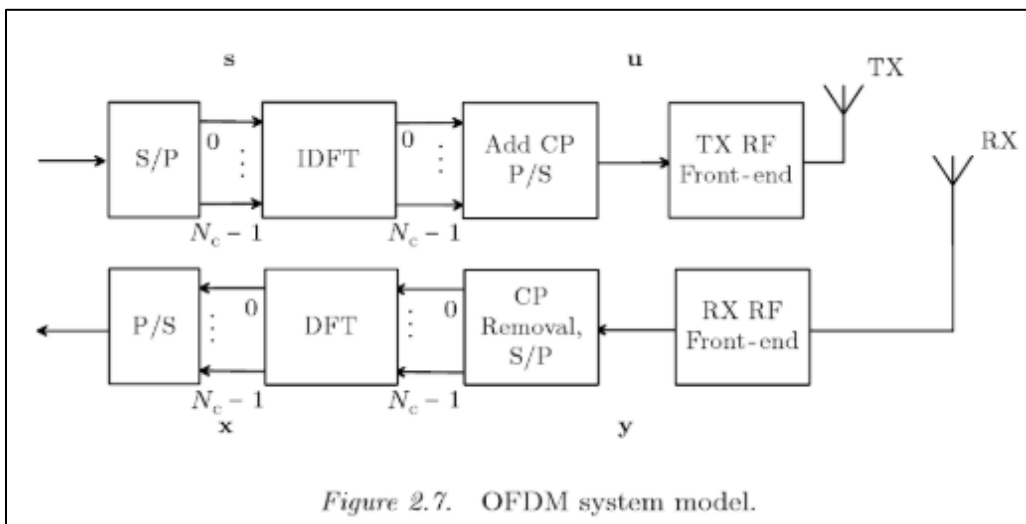 s u
TX
S/P 0 ⋮ IDFT 0 ⋮ Add CP
P/S TX RF
Front-end
RX
N_c − 1 N_c − 1
P/S 0 ⋮ DFT 0 ⋮ CP
Removal,
S/P RX RF
Front-end
N_c − 1 N_c − 1
x y
Figure 2.7. OFDM system model.